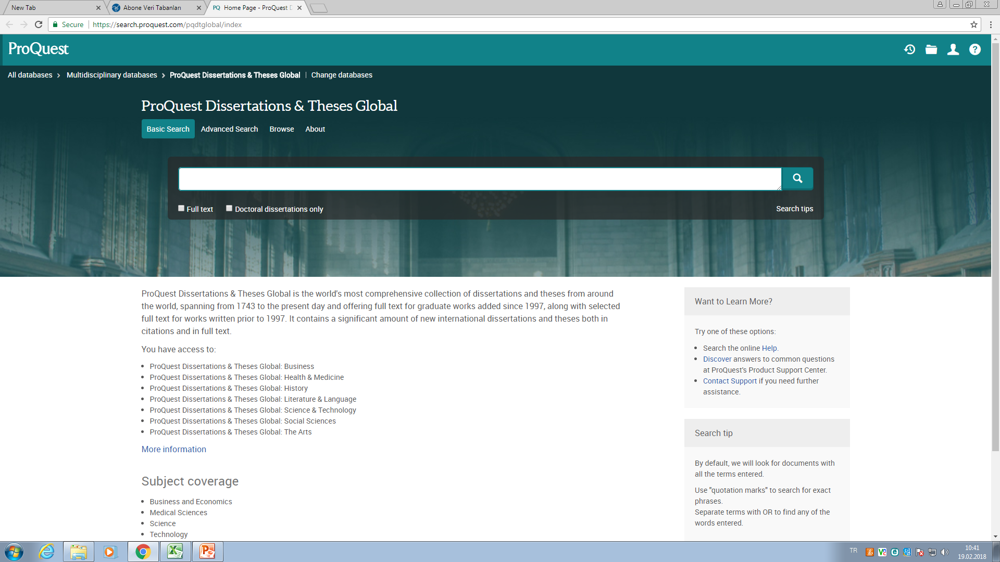 New Tab
Abone Veri Tabanları
PQ Home Page - ProQuest D
Secure https://search.proquest.com/pqdtglobal/index
ProQuest
All databases Multidisciplinary databases ProQuest Dissertations & Theses Global Change databases
ProQuest Dissertations & Theses Global
Basic Search Advanced Search Browse About
Full text Doctoral dissertations only Search tips
ProQuest Dissertations & Theses Global is the world's most comprehensive collection of dissertations and theses from around
the world, spanning from 1743 to the present day and offering full text for graduate works added since 1997, along with selected
full text for works written prior to 1997. It contains a significant amount of new international dissertations and theses both in
citations and in full text.
You have access to:
ProQuest Dissertations & Theses Global: Business
ProQuest Dissertations & Theses Global: Health & Medicine
ProQuest Dissertations & Theses Global: History
ProQuest Dissertations & Theses Global: Literature & Language
ProQuest Dissertations & Theses Global: Science & Technology
ProQuest Dissertations & Theses Global: Social Sciences
ProQuest Dissertations & Theses Global: The Arts
More information
Subject coverage
Business and Economics
Medical Sciences
Science
Technology
Want to Learn More?
Try one of these options:
Search the online Help.
Discover answers to common questions
at ProQuest's Product Support Center.
Contact Support if you need further
assistance.
Search tip
By default, we will look for documents with
all the terms entered.
Use "quotation marks" to search for exact
phrases.
Separate terms with OR to find any of the
words entered.
TR
10:41
19.02.2018